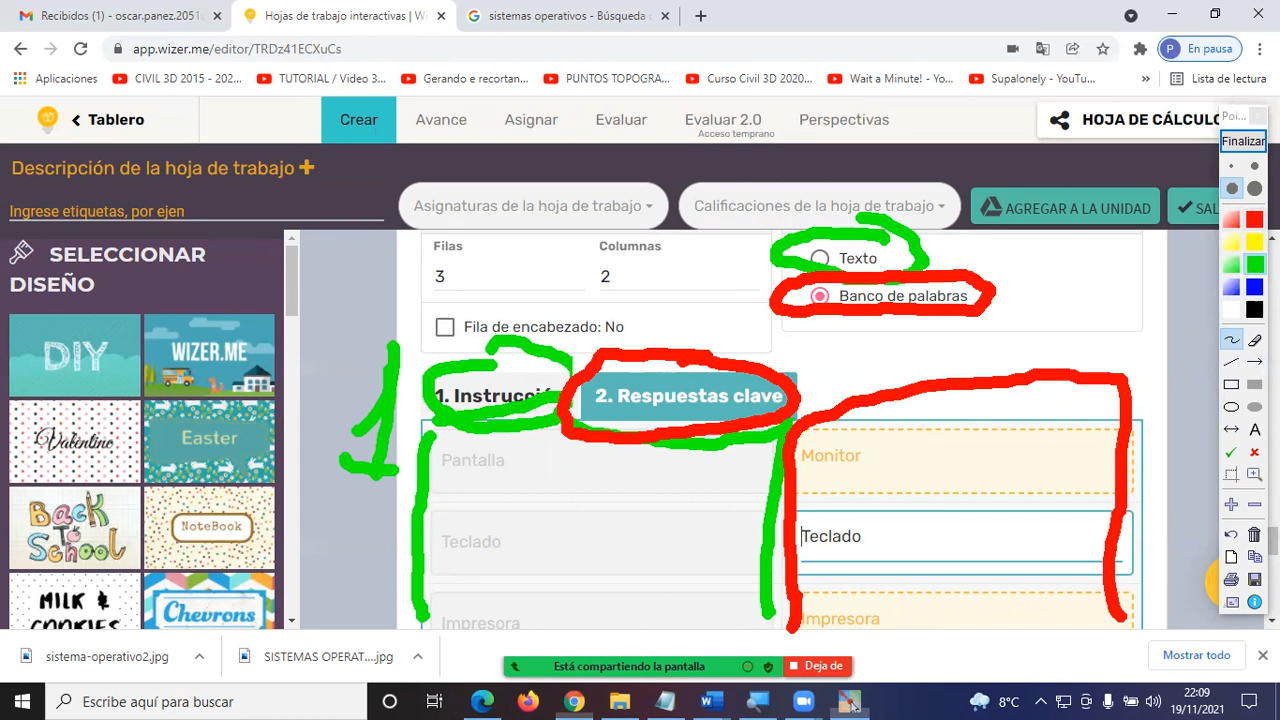 Recibidos (1) - oscar.panez.2051
Hojas de trabajo interactivas | Wi
sistemas operativos - Búsqueda
app.wizer.me/editor/TRDz41ECXuCs
P En pausa
Aplicaciones
CIVIL 3D 2015 - 202...
TUTORIAL / Video 3...
Gerando e recortan...
PUNTOS TOPOGRA...
Curso Civil 3D 2020...
Wait a Minute! - Yo...
Supalonely - YouTu...
»
Lista de lectura
Tablero
Crear
Avance
Asignar
Evaluar
Evaluar 2.0
Acceso temprano
Perspectivas
HOJA DE CÁLCUL
Poi...
Finalizar
Descripción de la hoja de trabajo +
Ingrese etiquetas, por ejen
Asignaturas de la hoja de trabajo
Calificaciones de la hoja de trabajo
AGREGAR A LA UNIDAD
SAL
SELECCIONAR
DISEÑO
DIY
WIZER.ME
Valentine
Easter
BACK
To
SCHOOL
NoteBook
MILK &
COOKIES
Chevrons
Filas
Columnas
3
2
Fila de encabezado: No
Texto
Banco de palabras
1
1. Instrucció
2. Respuestas clave
Pantalla
Monitor
Teclado
Teclado
Impresora
Impresora
A
sistema-operativo2.jpg
SISTEMAS OPERAT....jpg
Está compartiendo la pantalla
Deja de
Mostrar todo
Escribe aquí para buscar
8°C
22:09
19/11/2021